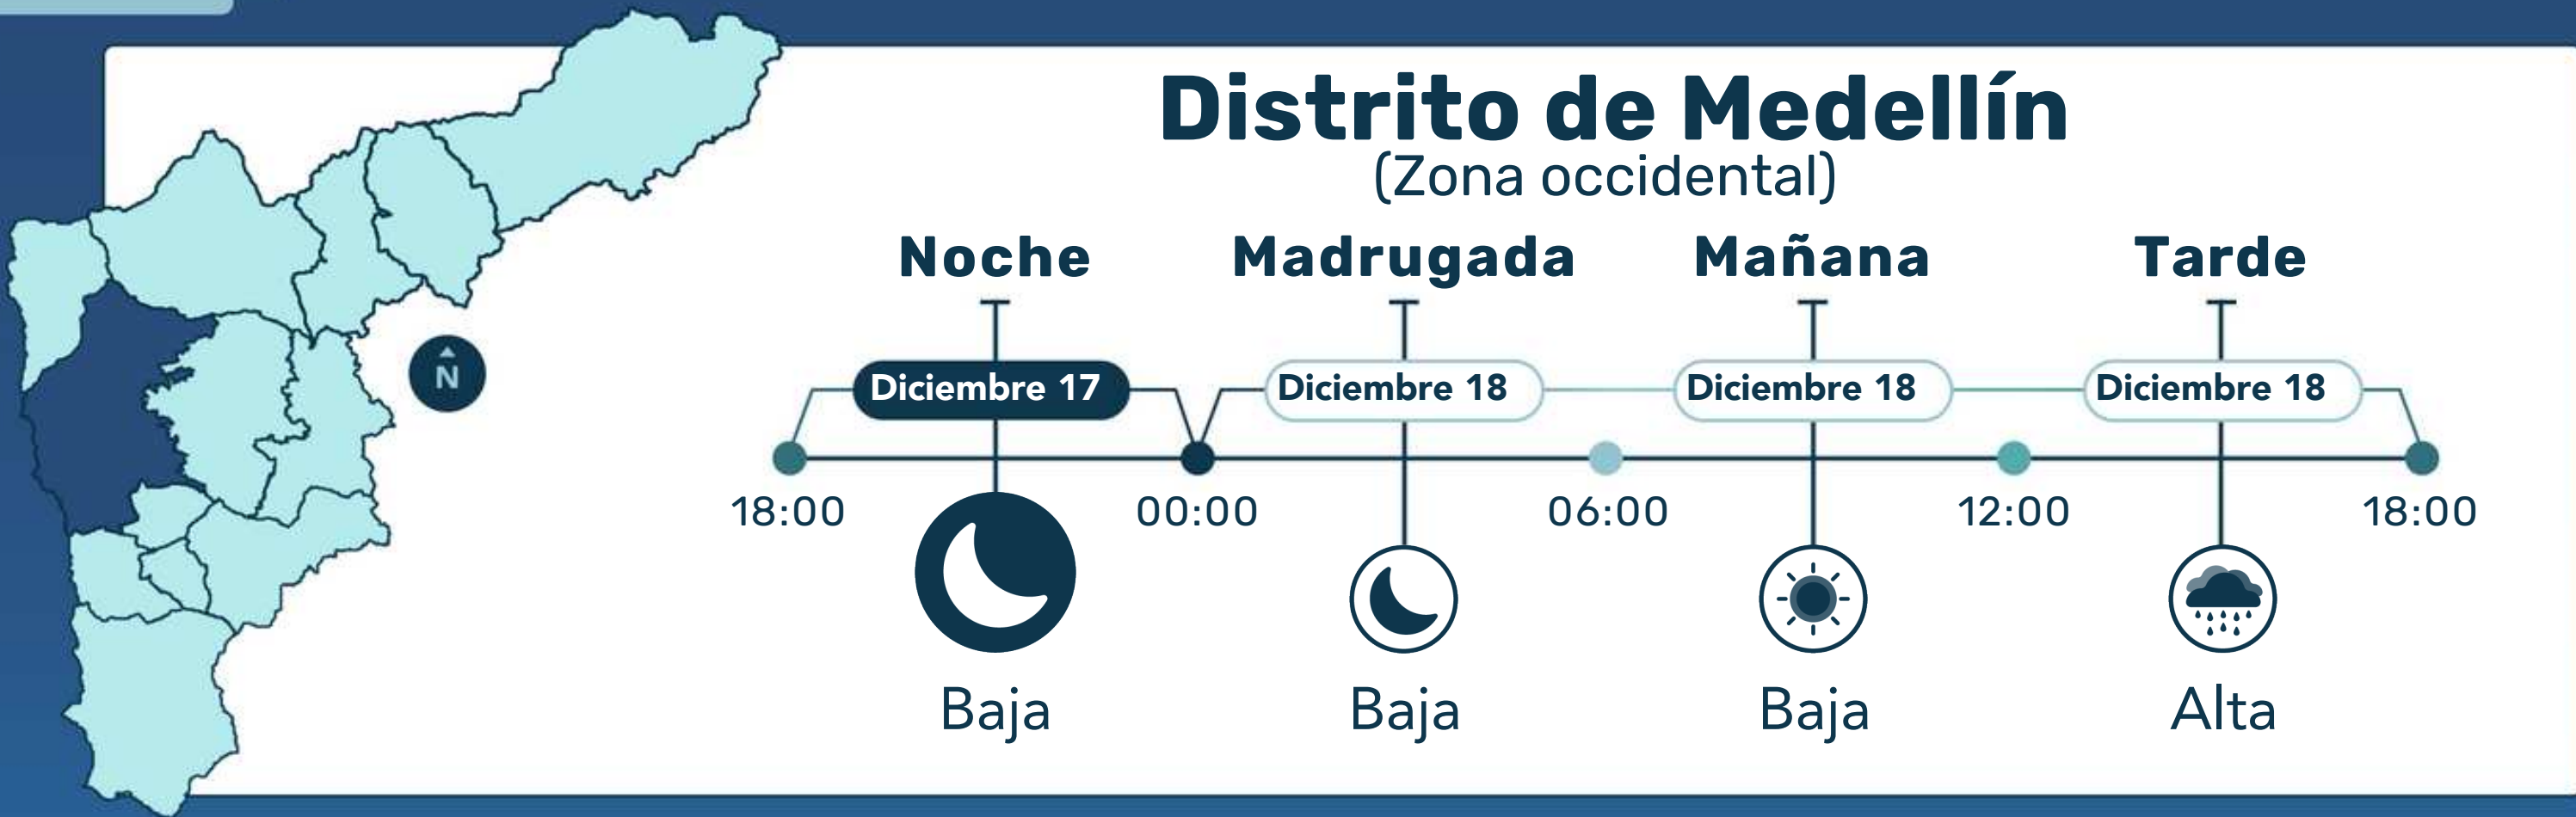 Distrito de Medellín
(Zona occidental)
Noche Madrugada Mañana Tarde
Diciembre 17 Diciembre 18 Diciembre 18 Diciembre 18
N
18:00 00:00 06:00 12:00 18:00
Baja Baja Baja Alta